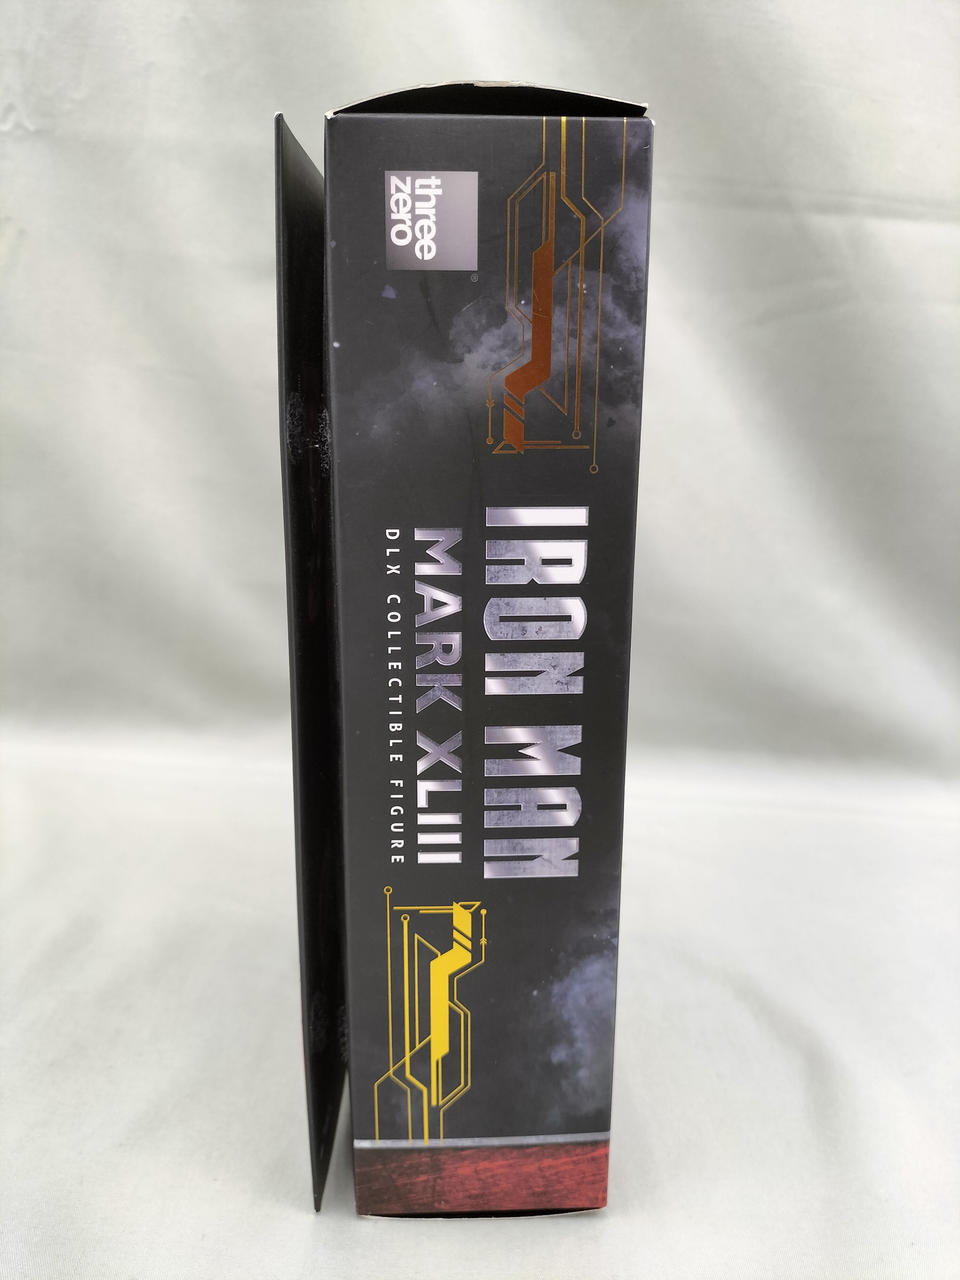 three
zero
®
IRON MAN
MARK XLIII
DLX COLLECTIBLE FIGURE